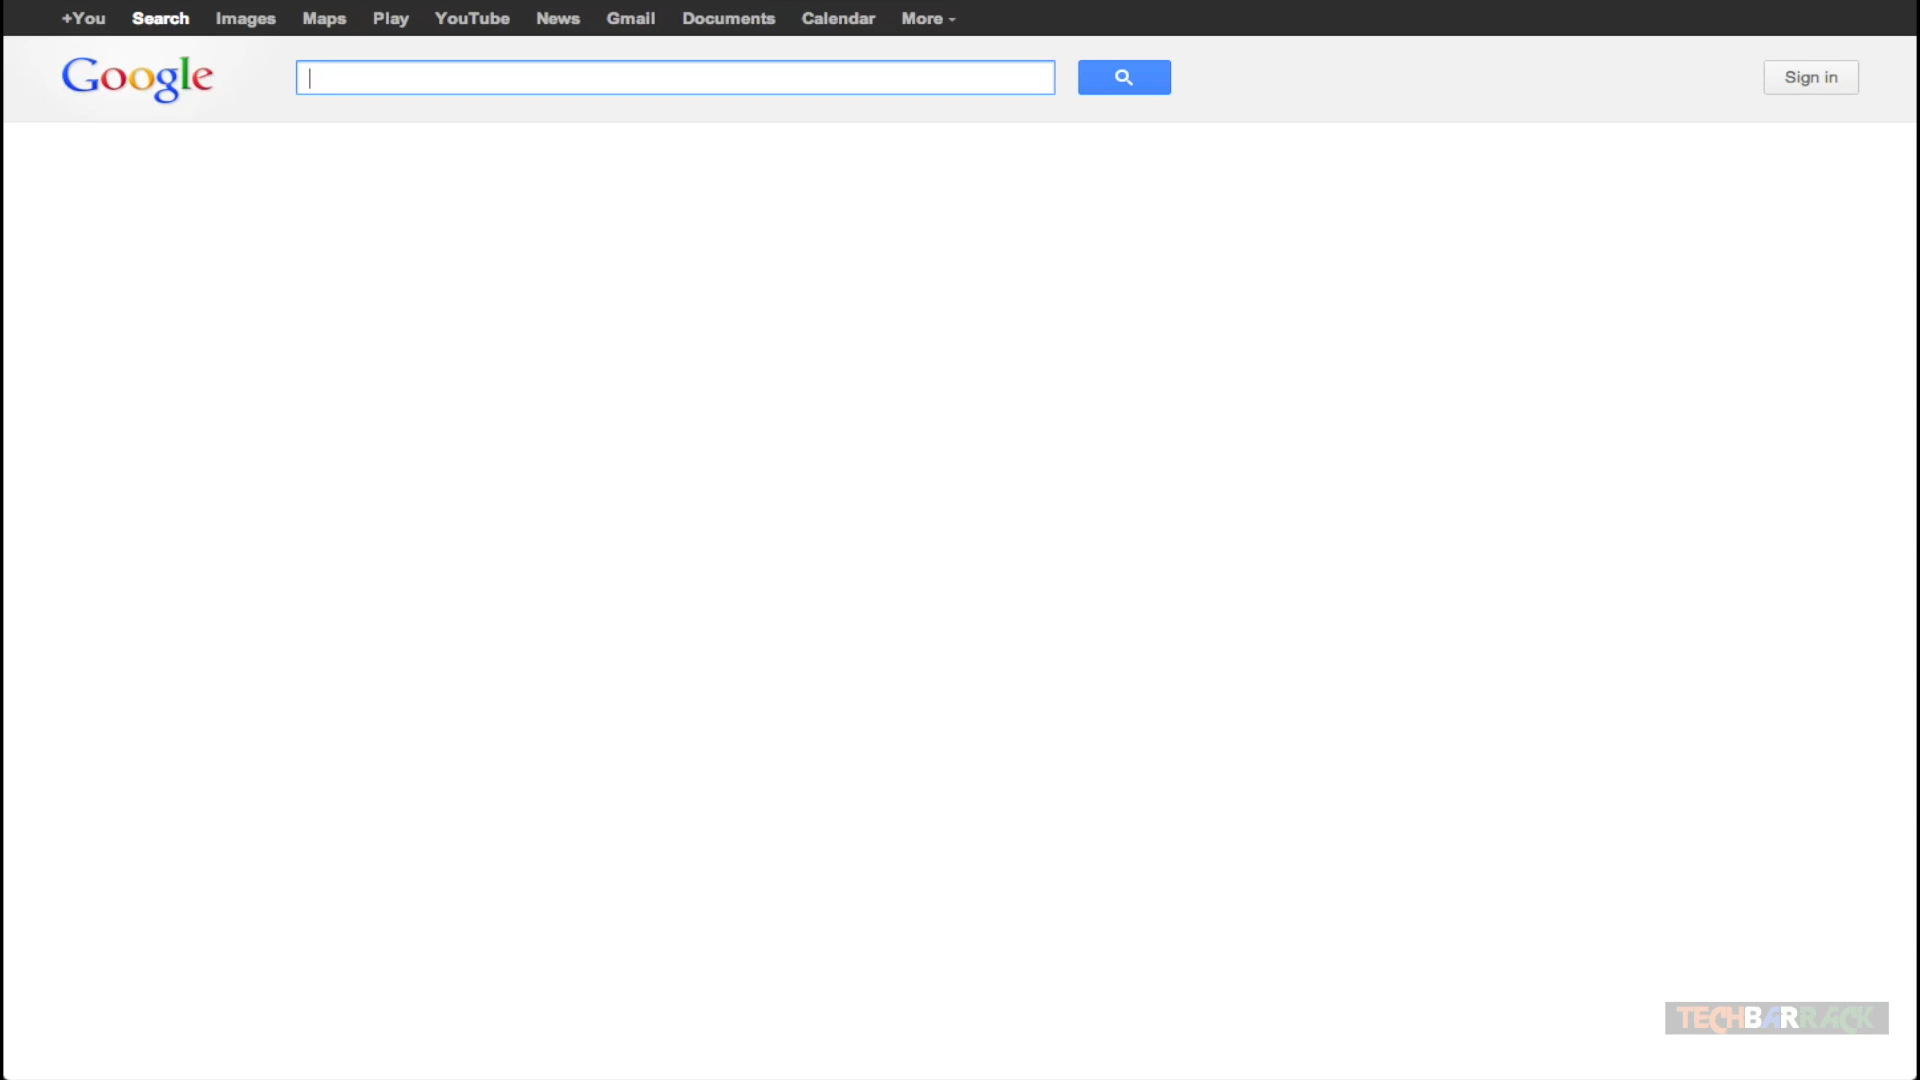 +You Search Images Maps Play YouTube News Gmail Documents Calendar More
Google
Sign in
TECHBARRACK